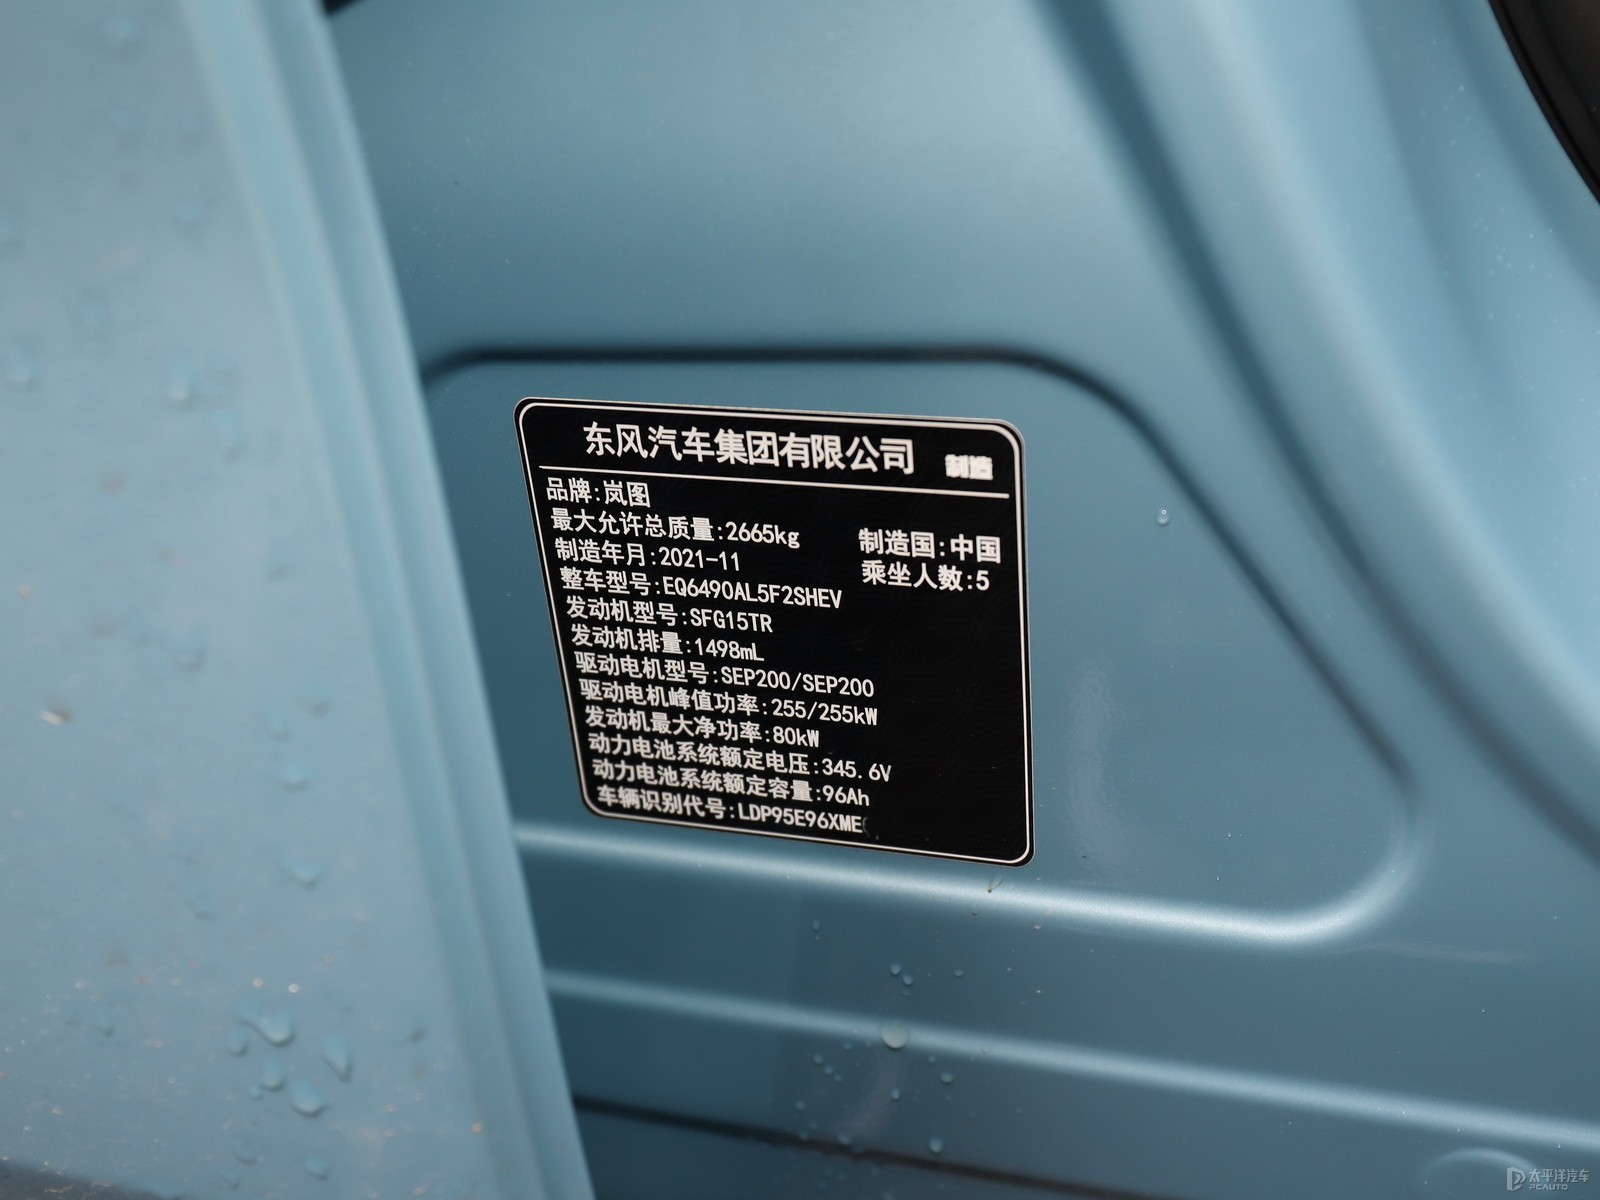 东风汽车集团有限公司 制造
品牌:岚图
最大允许总质量:2665kg
制造国:中国
制造年月:2021-11
乘坐人数:5
整车型号:EQ6490AL5F2SHEV
发动机型号:SFG15TR
发动机排量:1498mL
驱动电机型号:SEP200/SEP200
驱动电机峰值功率:255/255kW
发动机最大净功率:80kW
动力电池系统额定电压:345.6V
动力电池系统额定容量:96Ah
车辆识别代号:LDP95E96XME
太平洋汽车
PCAUTO